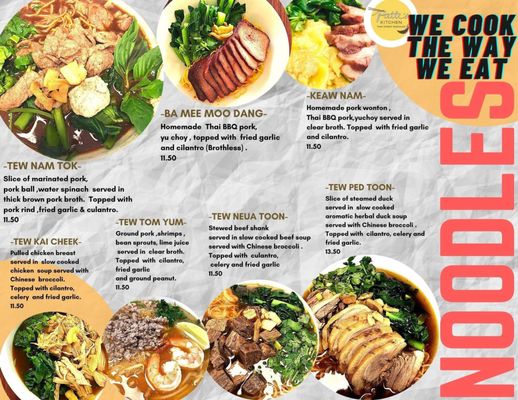 Patti's
KITCHEN
WE COOK
THE WAY
WE EAT
NOODLES
-BA MEE MOO DANG-
Homemade Thai BBQ pork,
yu choy , topped with fried garlic
and cilantro (Brothless) .
11.50
-KEAW NAM-
Homemade pork wonton ,
Thai BBQ pork,yuchoy served in
clear broth. Topped with fried garlic
and cilantro.
11.50
-TEW NAM TOK-
Slice of marinated pork,
pork ball ,water spinach served in
thick brown pork broth. Topped with
pork rind ,fried garlic & culantro.
11.50
-TEW KAI CHEEK-
Pulled chicken breast
served in slow cooked
chicken soup served with
Chinese broccoli.
Topped with cilantro,
celery and fried garlic.
11.50
-TEW TOM YUM-
Ground pork ,shrimps ,
bean sprouts, lime juice
served in clear broth.
Topped with cilantro,
fried garlic
and ground peanut.
11.50
-TEW NEUA TOON-
Stewed beef shank
served in slow cooked beef soup
served with Chinese broccoli .
Topped with culantro,
celery and fried garlic
11.50
-TEW PED TOON-
Slice of steamed duck
served in slow cooked
aromatic herbal duck soup
served with Chinese broccoli .
Topped with cilantro, celery and
fried garlic
13.50